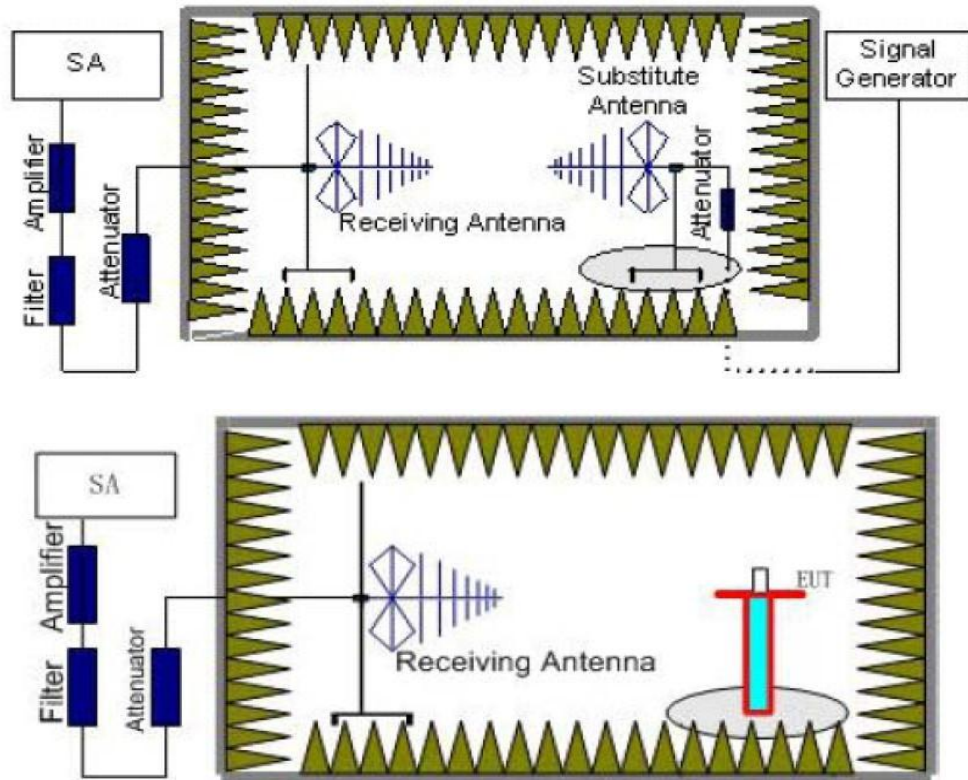 SA
Signal
Generator
Substitute
Antenna
Amplifier
Attenuator
Attenuator
Receiving Antenna
Filter
SA
Amplifier
EUT
Receiving Antenna
Filter
Attenuator